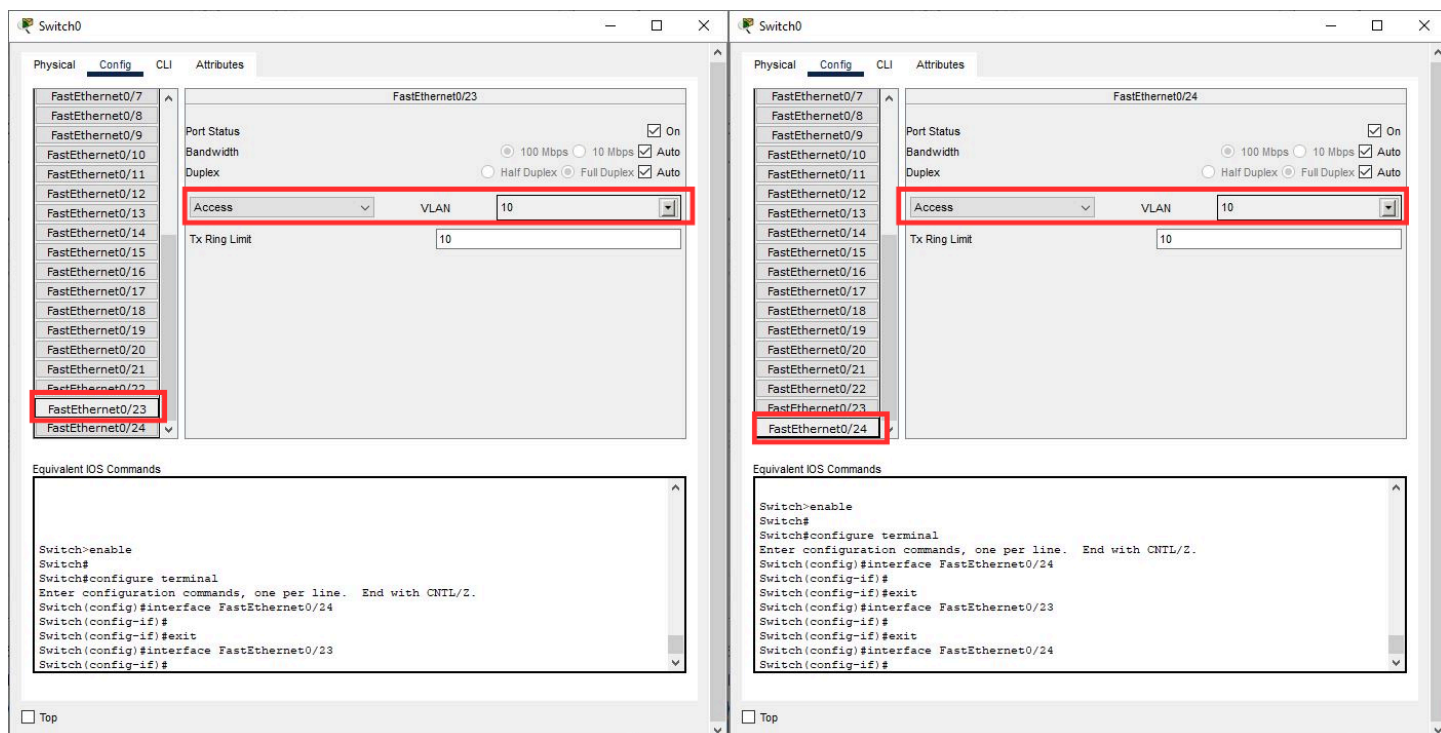 Switch0
Physical Config CLI Attributes
FastEthernet0/7
FastEthernet0/8
FastEthernet0/9
FastEthernet0/10
FastEthernet0/11
FastEthernet0/12
FastEthernet0/13
FastEthernet0/14
FastEthernet0/15
FastEthernet0/16
FastEthernet0/17
FastEthernet0/18
FastEthernet0/19
FastEthernet0/20
FastEthernet0/21
FastEthernet0/22
FastEthernet0/23
FastEthernet0/24
FastEthernet0/23
Port Status On
Bandwidth 100 Mbps 10 Mbps Auto
Duplex Half Duplex Full Duplex Auto
Access VLAN 10
Tx Ring Limit 10
Equivalent IOS Commands
Switch>enable
Switch#
Switch#configure terminal
Enter configuration commands, one per line. End with CNTL/Z.
Switch(config)#interface FastEthernet0/24
Switch(config-if)#
Switch(config-if)#exit
Switch(config)#interface FastEthernet0/23
Switch(config-if)#
Top
Switch0
Physical Config CLI Attributes
FastEthernet0/7
FastEthernet0/8
FastEthernet0/9
FastEthernet0/10
FastEthernet0/11
FastEthernet0/12
FastEthernet0/13
FastEthernet0/14
FastEthernet0/15
FastEthernet0/16
FastEthernet0/17
FastEthernet0/18
FastEthernet0/19
FastEthernet0/20
FastEthernet0/21
FastEthernet0/22
FastEthernet0/23
FastEthernet0/24
FastEthernet0/24
Port Status On
Bandwidth 100 Mbps 10 Mbps Auto
Duplex Half Duplex Full Duplex Auto
Access VLAN 10
Tx Ring Limit 10
Equivalent IOS Commands
Switch>enable
Switch#
Switch#configure terminal
Enter configuration commands, one per line. End with CNTL/Z.
Switch(config)#interface FastEthernet0/24
Switch(config-if)#
Switch(config-if)#exit
Switch(config)#interface FastEthernet0/23
Switch(config-if)#
Switch(config-if)#exit
Switch(config)#interface FastEthernet0/24
Switch(config-if)#
Top